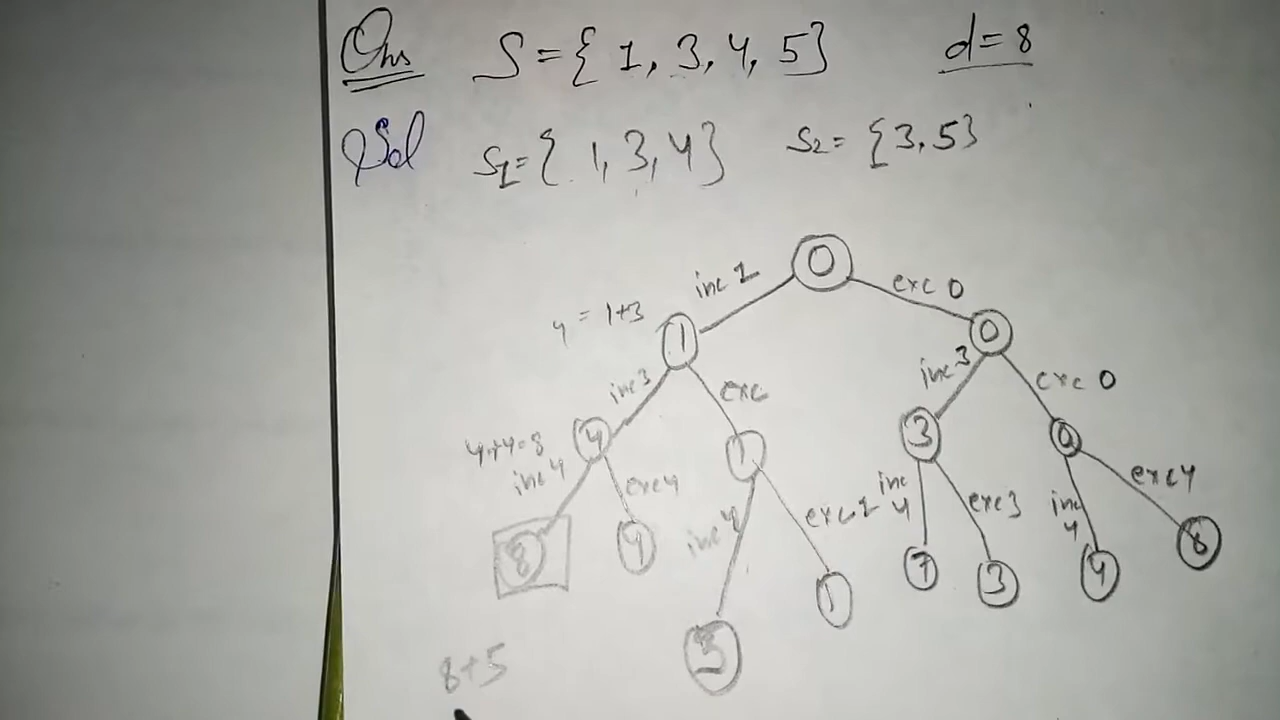 Ques S = { 1, 3, 4, 5} d = 8
Sol S1 = { 1, 3, 4} S2 = {3, 5}
0
inc 1 exc 0
4 = 1+3
1 0
inc 3 exc inc 3 exc 0
4+4=8
4 1 3 0
inc 4 exc 4 inc 4 exc 1 inc 4 exc 3 inc 4 exc 4
8 4 5 1 7 3 4
8+5